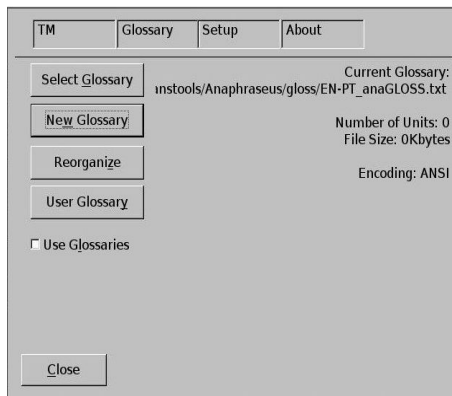 TM Glossary Setup About
Select Glossary
Current Glossary:
anstools/Anaphraseus/gloss/EN-PT_anaGLOSS.txt
New Glossary
Number of Units: 0
File Size: 0Kbytes
Reorganize
Encoding: ANSI
User Glossary
Use Glossaries
Close